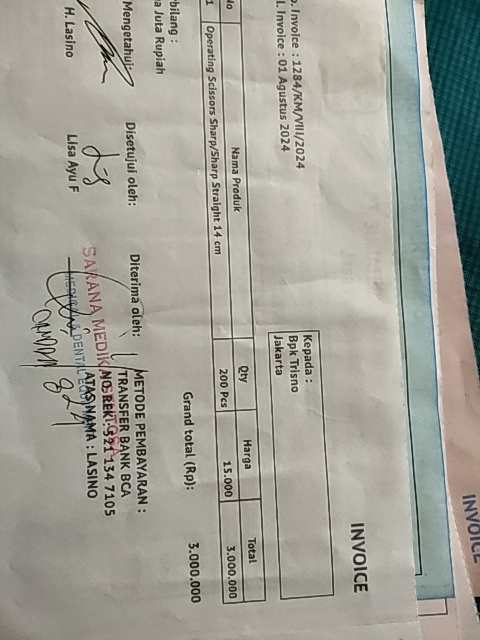 INVOICE
INVOICE
Invoice : 1284/KM/VIII/2024
Invoice : 01 Agustus 2024
Kepada :
Bpk Trisno
Jakarta
No Nama Produk Qty Harga Total
1 Operating Scissors Sharp/Sharp Straight 14 cm 200 Pcs 15.000 3.000.000
Grand total (Rp): 3.000.000
rbilang :
a Juta Rupiah
Mengetahui: Disetujui oleh: Diterima oleh:
H. Lasino Lisa Ayu F
METODE PEMBAYARAN :
TRANSFER BANK BCA
NO REK : 521 134 7105
ATAS NAMA : LASINO
SARANA MEDIK
& DENTAL